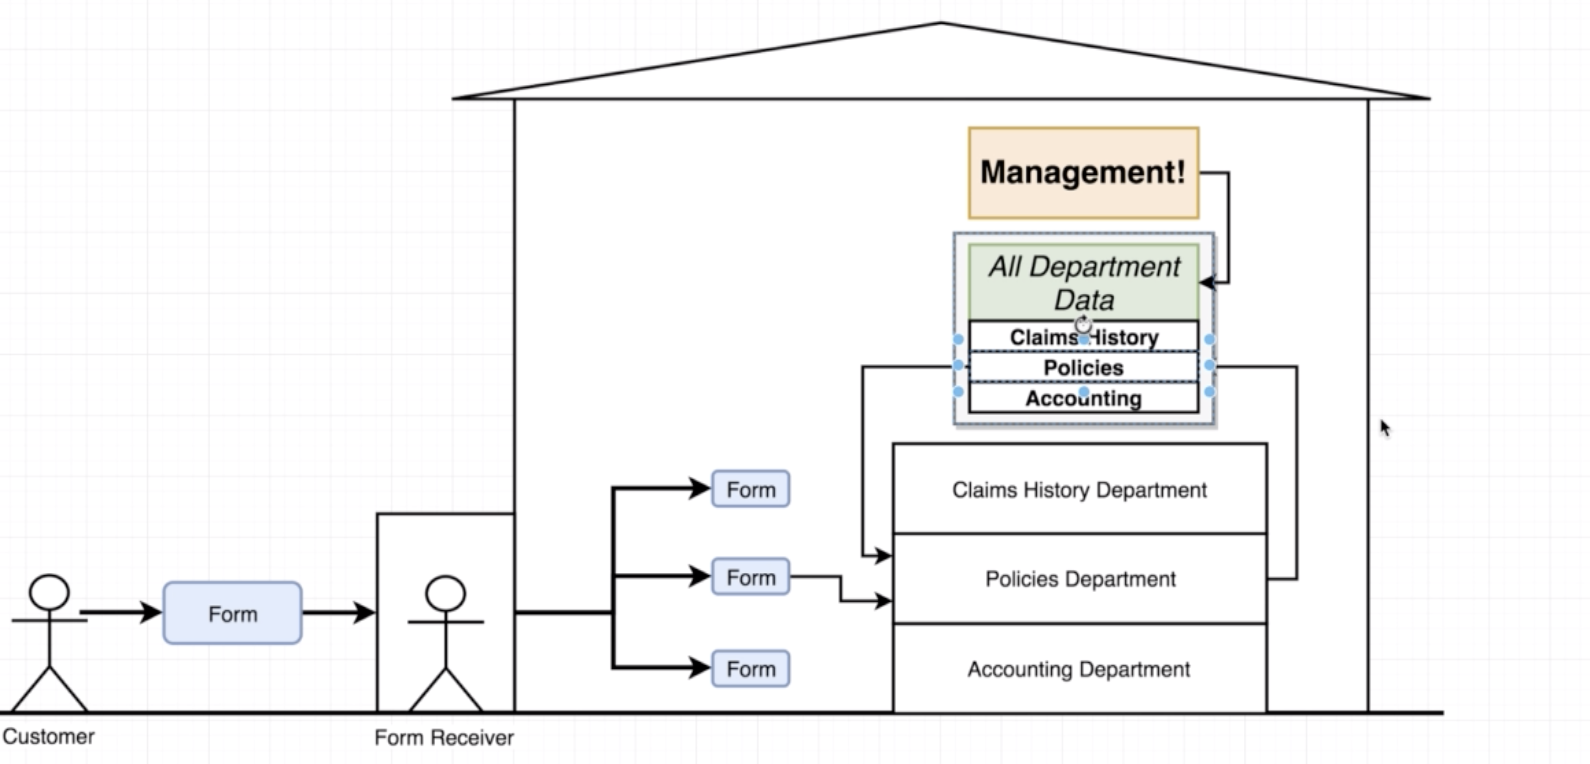 Management!
All Department
Data
Claims History
Policies
Accounting
Form
Claims History Department
Form
Policies Department
Form
Form
Accounting Department
Customer
Form Receiver